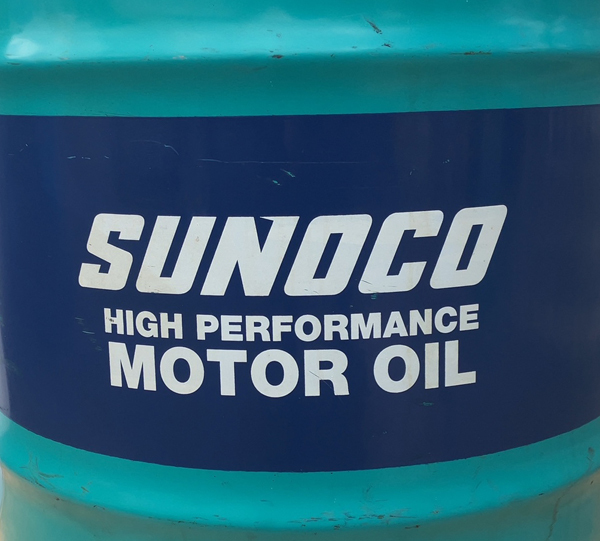 SUNOCO
HIGH PERFORMANCE
MOTOR OIL